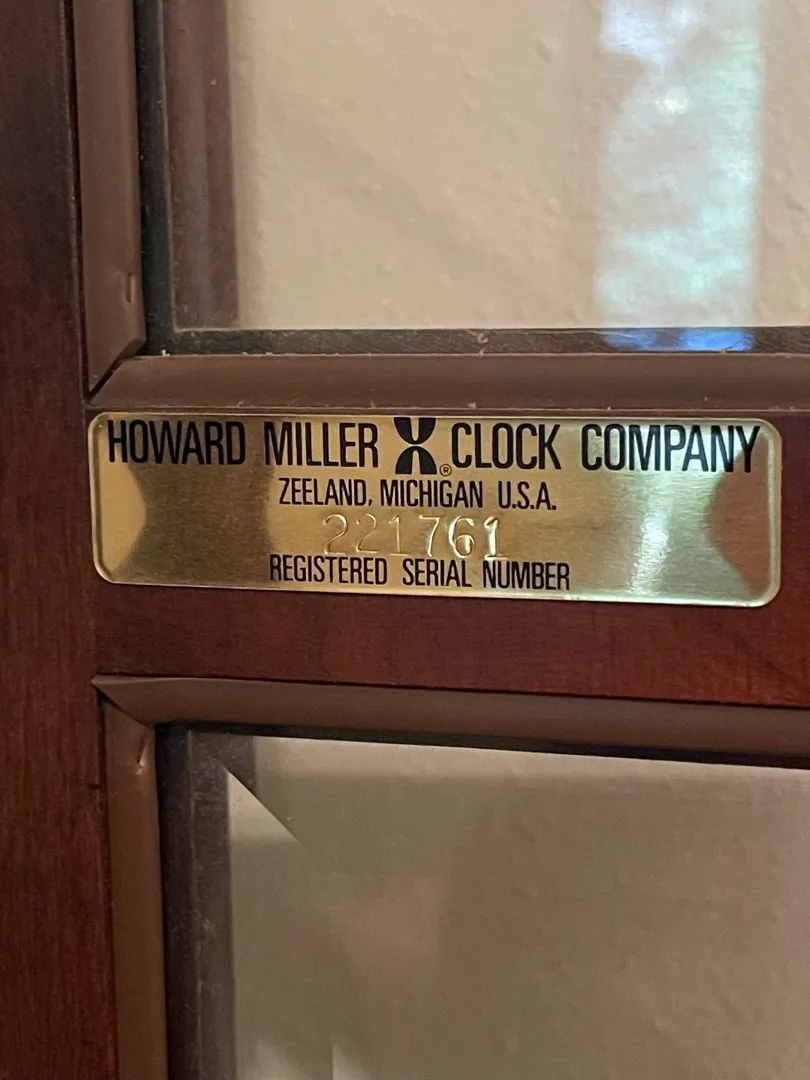 HOWARD MILLER ® CLOCK COMPANY
ZEELAND, MICHIGAN U.S.A.
221761
REGISTERED SERIAL NUMBER